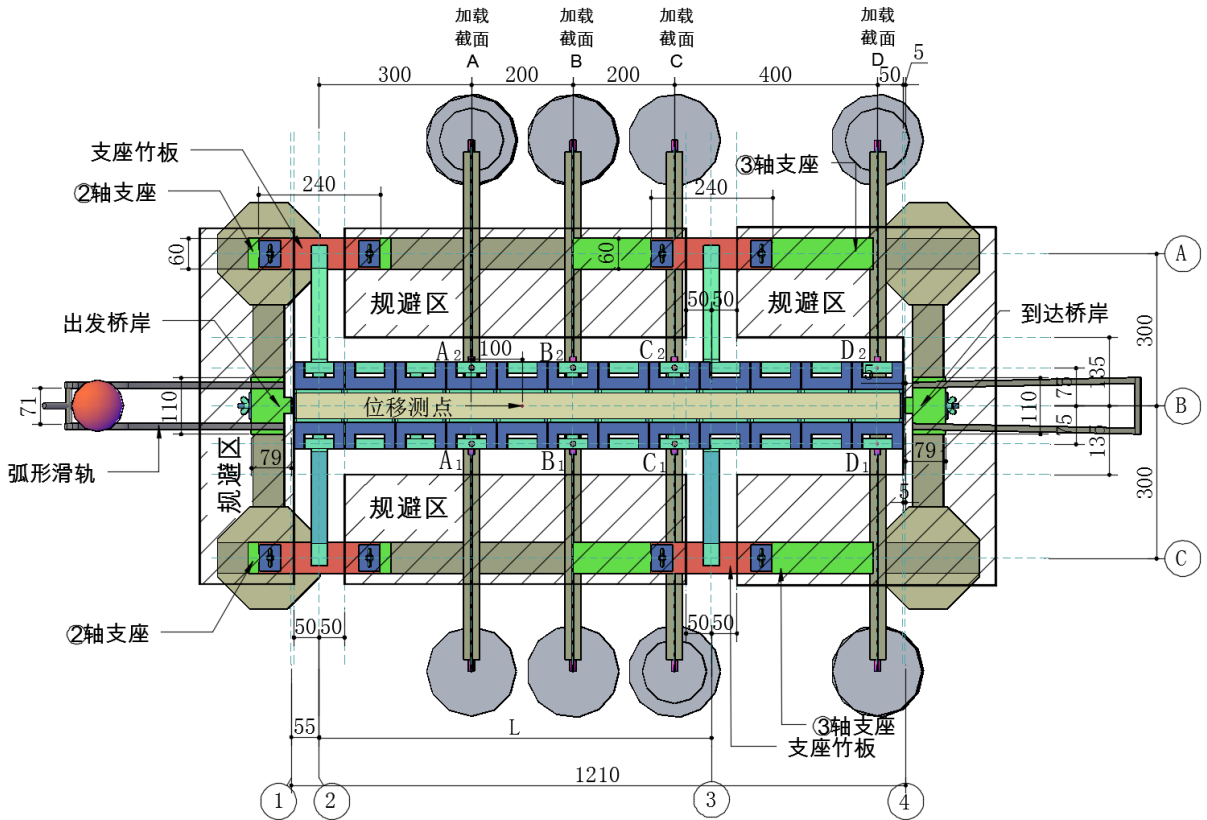 加载
截面
A
加载
截面
B
加载
截面
C
加载
截面
D
300
200
200
400
50
5
支座竹板
②轴支座
240
60
③轴支座
240
60
A
规避区
50 50
规避区
出发桥岸
到达桥岸
300
135
A2
100
B2
C2
D2
5
75
71
110
位移测点
110
B
75
135
弧形滑轨
规避区
79
A1
B1
C1
D1
79
5
300
规避区
C
②轴支座
50 50
50 50
③轴支座
支座竹板
55
L
1210
1
2
3
4